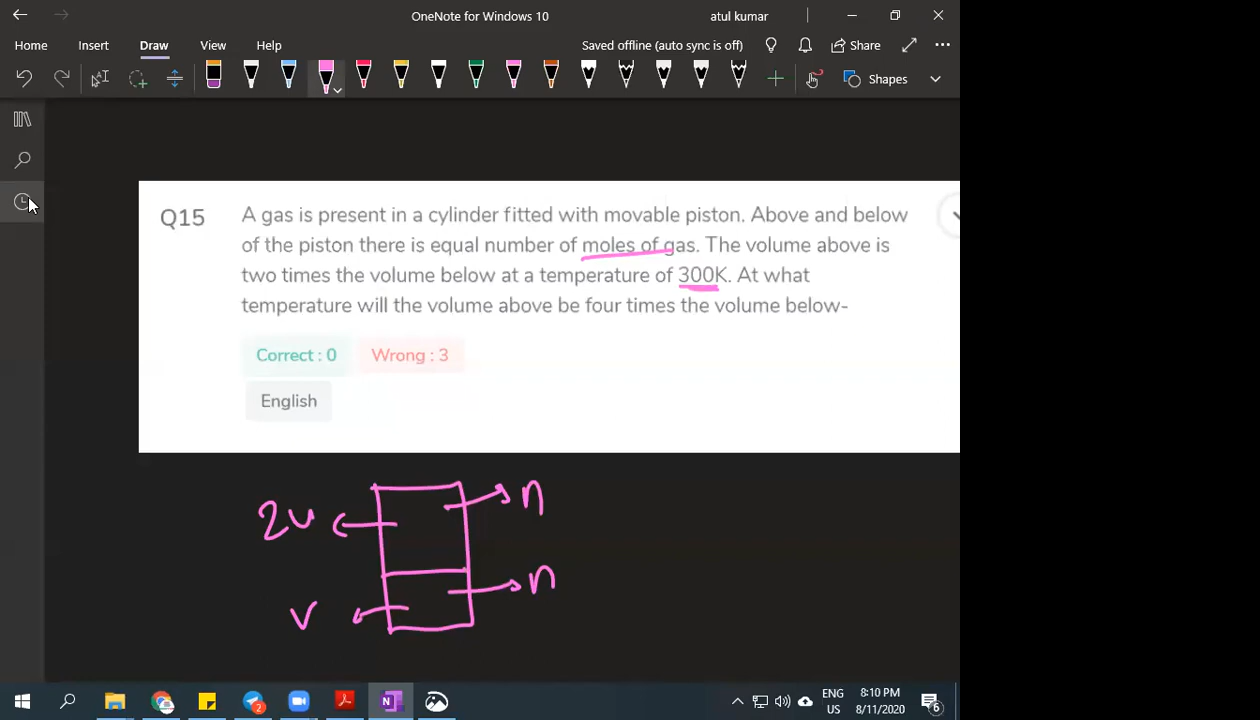 OneNote for Windows 10
atul kumar
Home Insert Draw View Help
Saved offline (auto sync is off)
Share
Shapes
Q15
A gas is present in a cylinder fitted with movable piston. Above and below
of the piston there is equal number of moles of gas. The volume above is
two times the volume below at a temperature of 300K. At what
temperature will the volume above be four times the volume below-
Correct : 0 Wrong : 3
English
2v
n
n
v
2
N
ENG
US
8:10 PM
8/11/2020
6